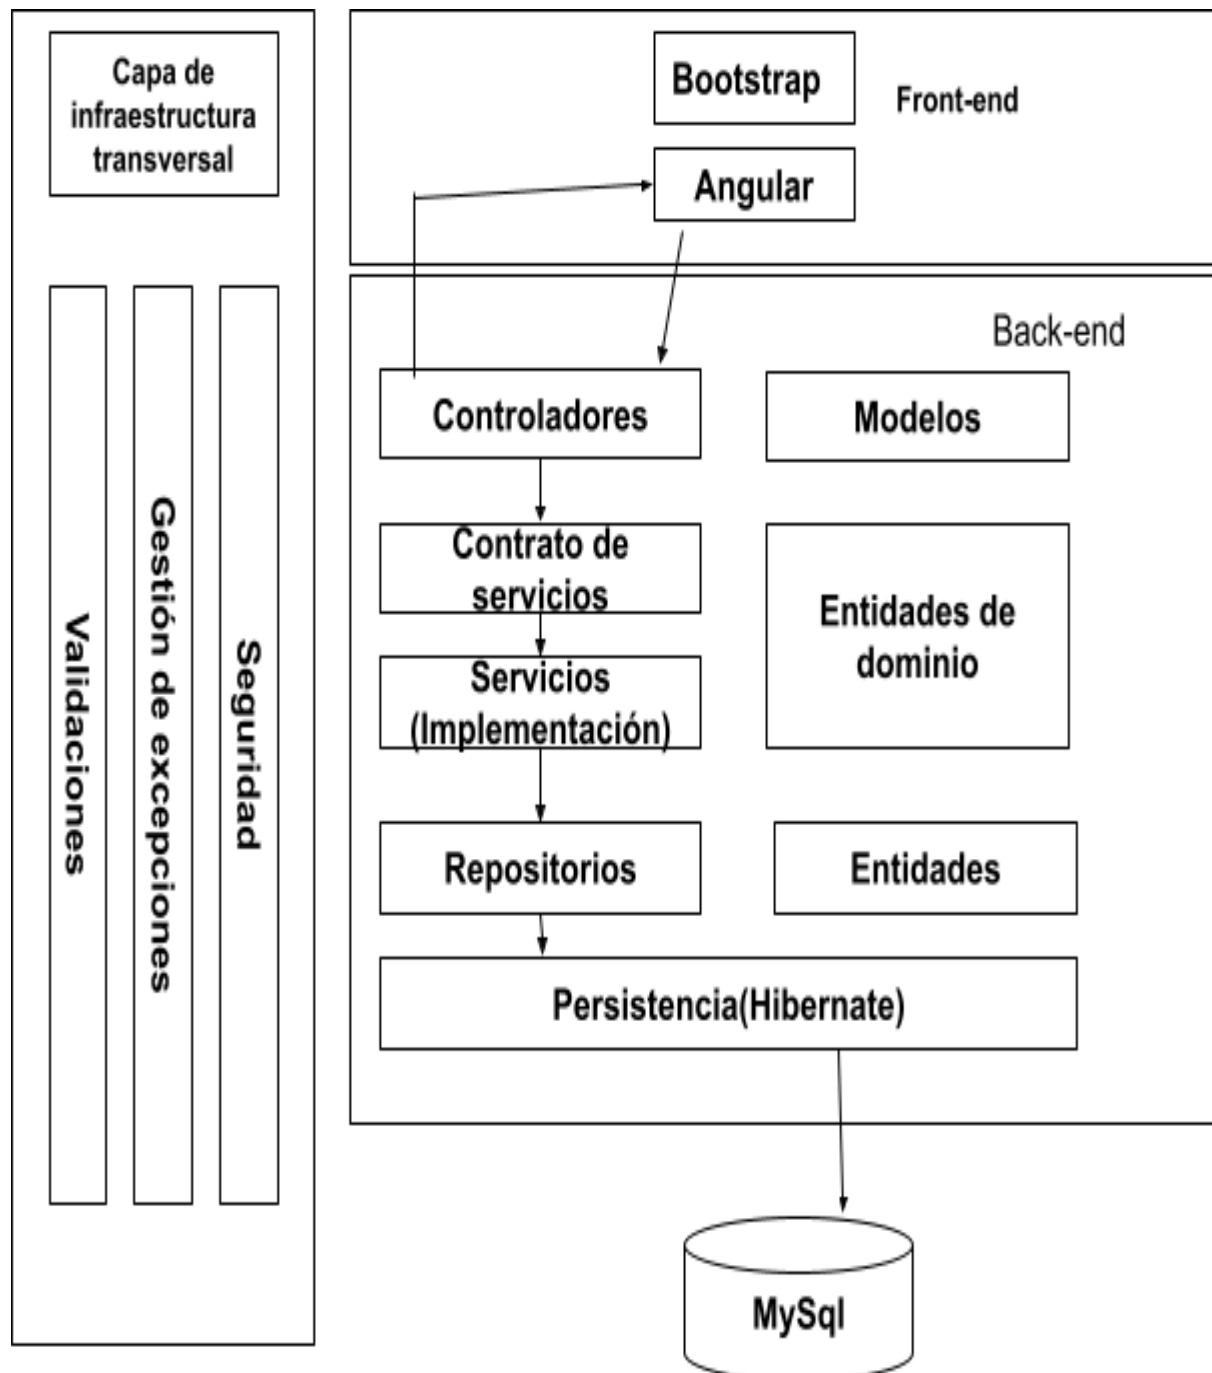 Capa de
infraestructura
transversal
Validaciones
Gestión de excepciones
Seguridad
Bootstrap
Front-end
Angular
Back-end
Controladores
Modelos
Contrato de
servicios
Servicios
(Implementación)
Entidades de
dominio
Repositorios
Entidades
Persistencia(Hibernate)
MySql